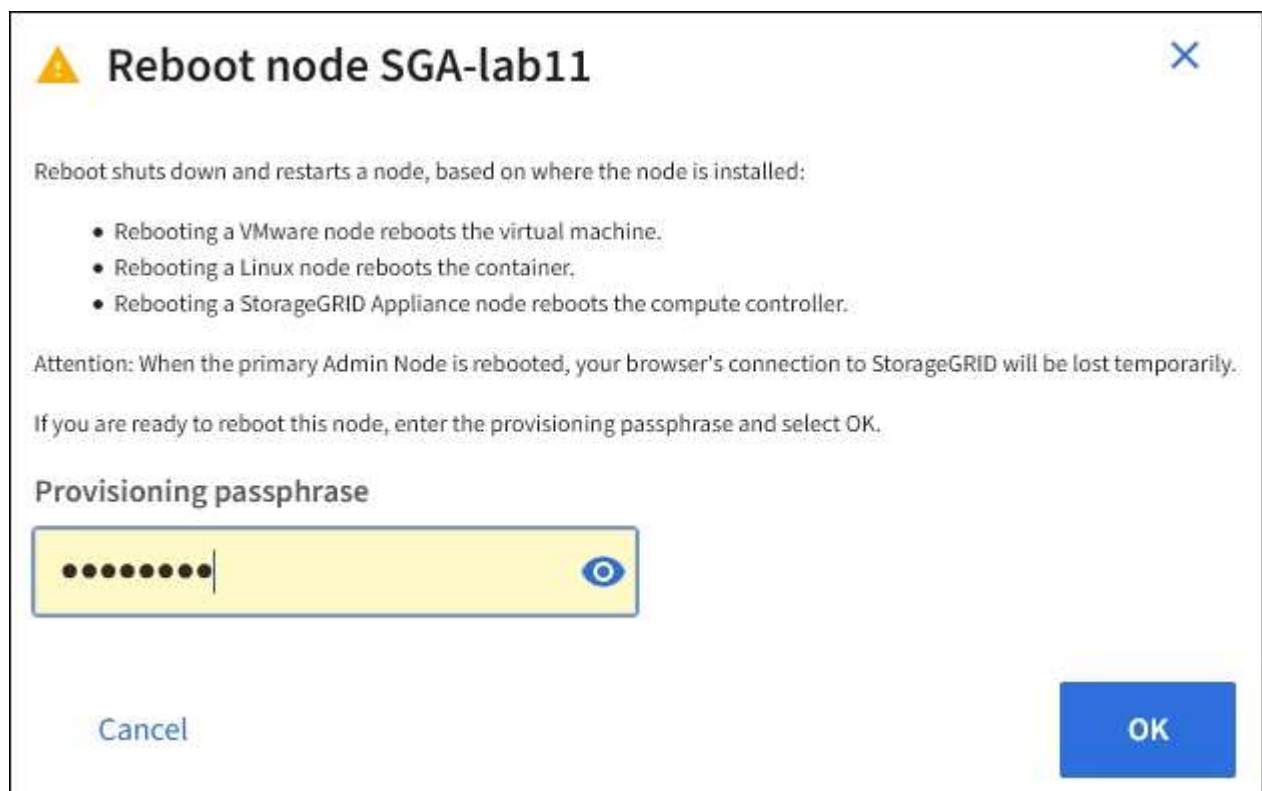 Reboot node SGA-lab11
Reboot shuts down and restarts a node, based on where the node is installed:
• Rebooting a VMware node reboots the virtual machine.
• Rebooting a Linux node reboots the container.
• Rebooting a StorageGRID Appliance node reboots the compute controller.
Attention: When the primary Admin Node is rebooted, your browser's connection to StorageGRID will be lost temporarily.
If you are ready to reboot this node, enter the provisioning passphrase and select OK.
Provisioning passphrase
••••••••
Cancel
OK